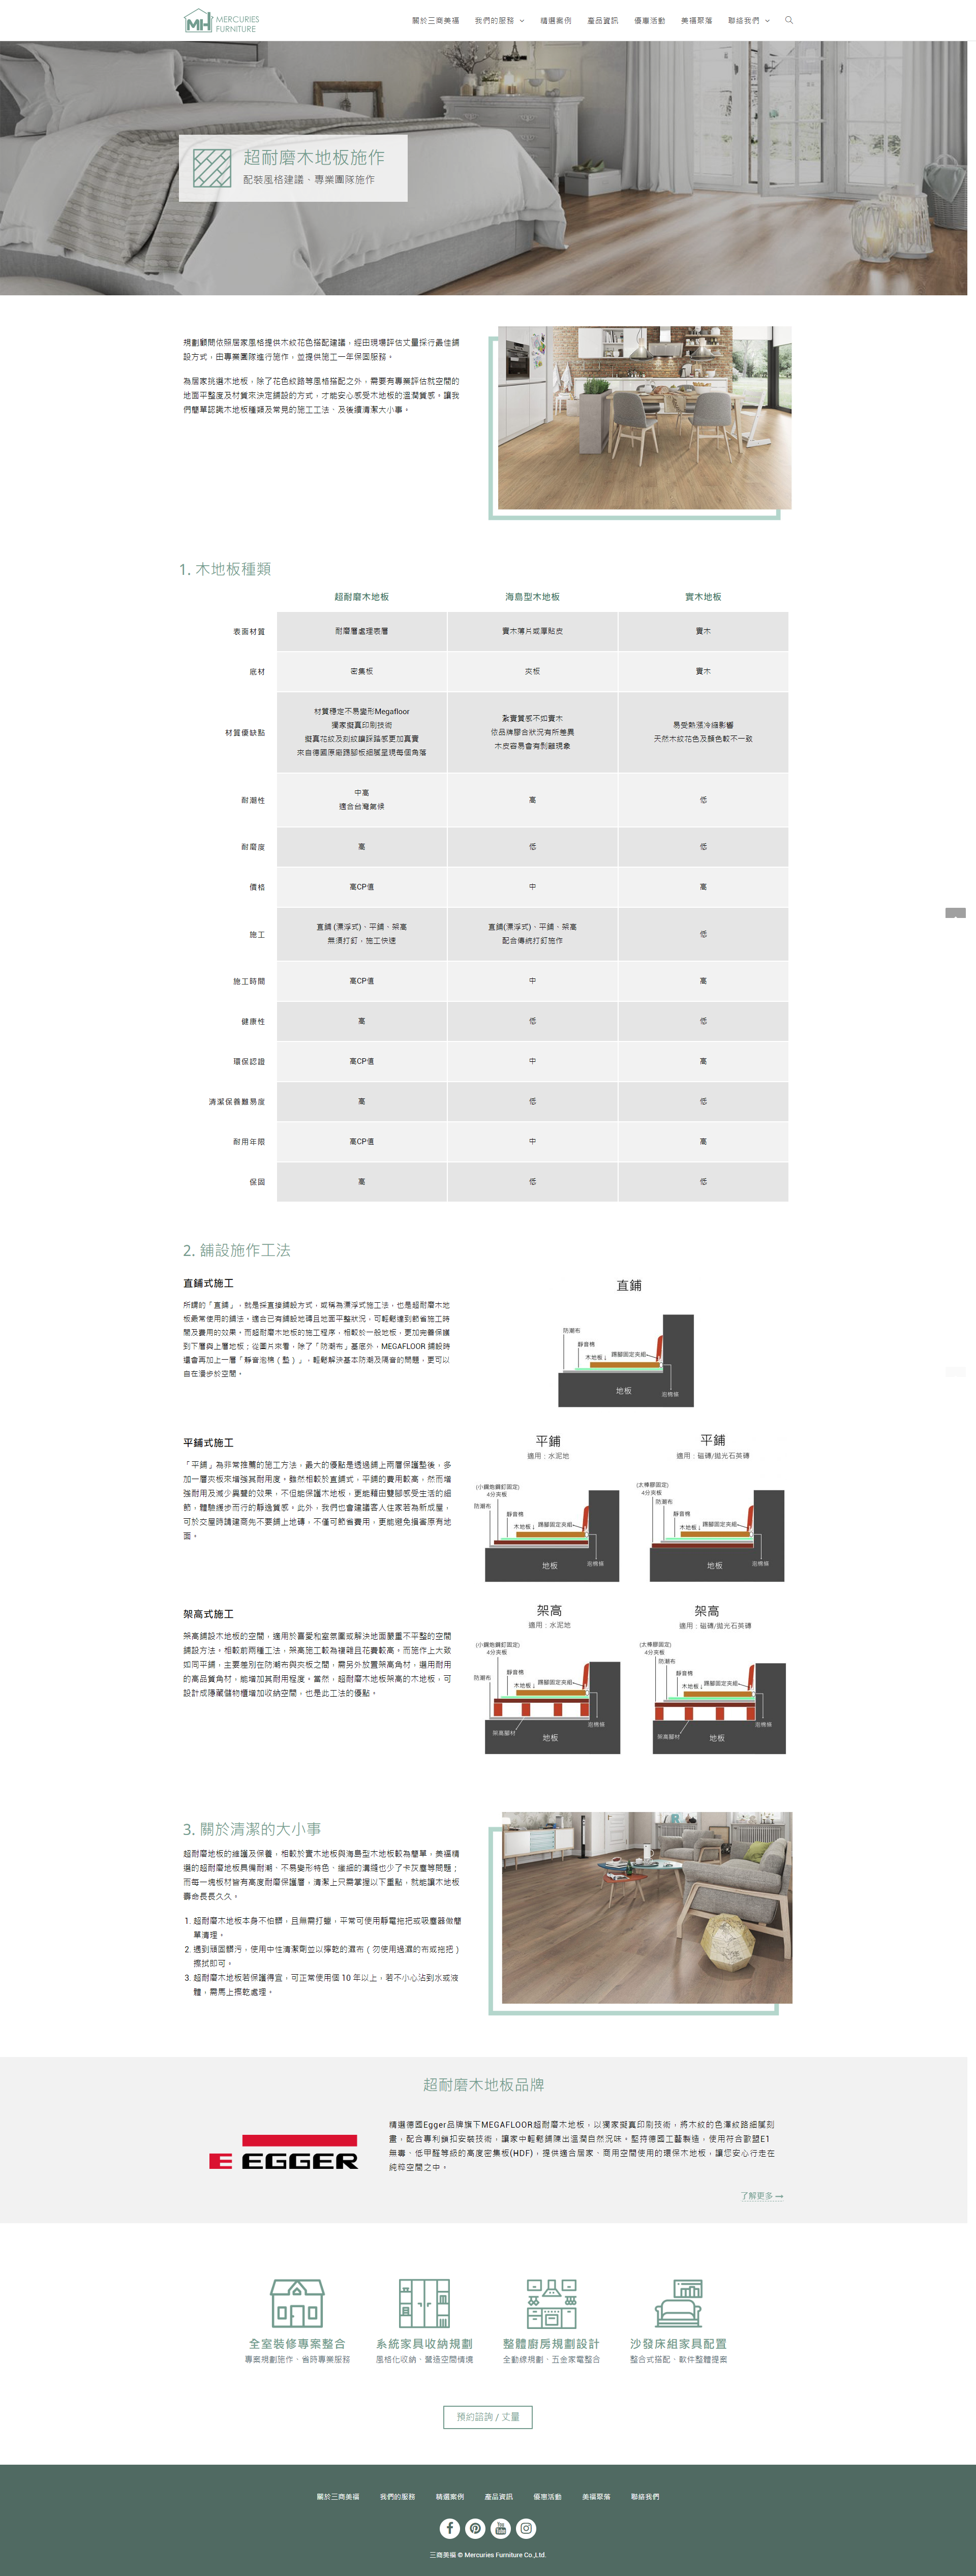 MH MERCURIES
FURNITURE
關於三商美福 我們的服務 精選案例 產品資訊 優惠活動 美福聚落 聯絡我們
超耐磨木地板施作
配裝風格建議、專業團隊施作
規劃顧問依照居家風格提供木紋花色搭配建議，經由現場評估丈量採行最佳鋪
設方式，由專業團隊進行施作，並提供施工一年保固服務。
為居家挑選木地板，除了花色紋路等風格搭配之外，需要有專業評估就空間的
地面平整度及材質來決定鋪設的方式，才能安心感受木地板的溫潤質感。讓我
們簡單認識木地板種類及常見的施工工法、及後續清潔大小事。
1. 木地板種類
超耐磨木地板 海島型木地板 實木地板
表面材質 耐磨層處理表層 實木薄片或厚貼皮 實木
底材 密集板 夾板 實木
材質優缺點
材質穩定不易變形Megafloor
獨家擬真印刷技術
擬真花紋及刻紋讓踩踏感更加真實
來自德國原廠踢腳板細膩呈現每個角落
紮實質感不如實木
依品牌膠合狀況有所差異
木皮容易會有剝離現象
易受熱漲冷縮影響
天然木紋花色及顏色較不一致
耐潮性
中高
適合台灣氣候
高 低
耐磨度 高 低 低
價格 高CP值 中 高
施工
直鋪 (漂浮式)、平鋪、架高
無須打釘，施工快速
直鋪(漂浮式)、平鋪、架高
配合傳統打釘施作
低
施工時間 高CP值 中 高
健康性 高 低 低
環保認證 高CP值 中 高
清潔保養難易度 高 低 低
耐用年限 高CP值 中 高
保固 高 低 低
2. 鋪設施作工法
直鋪式施工
所謂的「直鋪」，就是採直接鋪設方式，或稱為漂浮式施工法，也是超耐磨木地
板最常使用的鋪法。適合已有鋪設地磚且地面平整狀況，可輕鬆達到節省施工時
間及費用的效果。而超耐磨木地板的施工程序，相較於一般地板，更加完善保護
到下層與上層地板；從圖片來看，除了「防潮布」基底外，MEGAFLOOR 鋪設時
還會再加上一層「靜音泡棉（墊）」，輕鬆解決基本防潮及隔音的問題，更可以
自在漫步於空間。
直鋪
防潮布
靜音棉
木地板 踢腳固定夾組
地板 泡棉條
平鋪式施工
「平鋪」為非常推薦的施工方法，最大的優點是透過鋪上兩層保護墊後，多
加一層夾板來增強其耐用度。雖然相較於直鋪式，平鋪的費用較高，然而增
強耐用及減少異聲的效果，不但能保護木地板，更能藉由雙腳感受生活的細
節，體驗緩步而行的靜逸質感。此外，我們也會建議客人住家若為新成屋，
可於交屋時請建商先不要鋪上地磚，不僅可節省費用，更能避免損害原有地
面。
平鋪
適用：水泥地
(小鋼炮鋼釘固定)
4分夾板
防潮布
靜音棉
木地板 踢腳固定夾組
地板 泡棉條
平鋪
適用：磁磚/拋光石英磚
(太棒膠固定)
4分夾板
防潮布
靜音棉
木地板 踢腳固定夾組
地板 泡棉條
架高式施工
架高鋪設木地板的空間，適用於喜愛和室氛圍或解決地面嚴重不平整的空間
鋪設方法。相較前兩種工法，架高施工較為複雜且花費較高。而施作上大致
如同平鋪，主要差別在防潮布與夾板之間，需另外放置架高角材，選用耐用
的高品質角材，能增加其耐用程度。當然，超耐磨木地板架高的木地板，可
設計成隱藏儲物櫃增加收納空間，也是此工法的優點。
架高
適用：水泥地
(小鋼炮鋼釘固定)
4分夾板
防潮布
靜音棉
木地板 踢腳固定夾組
泡棉條
架高腳材 地板
架高
適用：磁磚/拋光石英磚
(太棒膠固定)
4分夾板
防潮布
靜音棉
木地板 踢腳固定夾組
泡棉條
架高腳材 地板
3. 關於清潔的大小事
超耐磨地板的維護及保養，相較於實木地板與海島型木地板較為簡單，美福精
選的超耐磨地板具備耐潮、不易變形特色、纖細的溝縫也少了卡灰塵等問題；
而每一塊板材皆有高度耐磨保護層，清潔上只需掌握以下重點，就能讓木地板
壽命長長久久。
1. 超耐磨木地板本身不怕髒，且無需打蠟，平常可使用靜電拖把或吸塵器做簡
單清理。
2. 遇到頑固髒污，使用中性清潔劑並以擰乾的濕布（勿使用過濕的布或拖把）
擦拭即可。
3. 超耐磨木地板若保護得宜，可正常使用個 10 年以上，若不小心沾到水或液
體，需馬上擦乾處理。
超耐磨木地板品牌
E EGGER
精選德國Egger品牌旗下MEGAFLOOR超耐磨木地板，以獨家擬真印刷技術，將木紋的色澤紋路細膩刻
畫，配合專利鎖扣安裝技術，讓家中輕鬆鋪陳出溫潤自然況味。堅持德國工藝製造，使用符合歐盟E1
無毒、低甲醛等級的高度密集板(HDF)，提供適合居家、商用空間使用的環保木地板，讓您安心行走在
純粹空間之中。
了解更多
全室裝修專案整合 系統家具收納規劃 整體廚房規劃設計 沙發床組家具配置
專案規劃施作、省時專業服務 風格化收納、營造空間情境 全動線規劃、五金家電整合 整合式搭配、軟件整體提案
預約諮詢 / 丈量
關於三商美福 我們的服務 精選案例 產品資訊 優惠活動 美福聚落 聯絡我們
三商美福 © Mercuries Furniture Co.,Ltd.